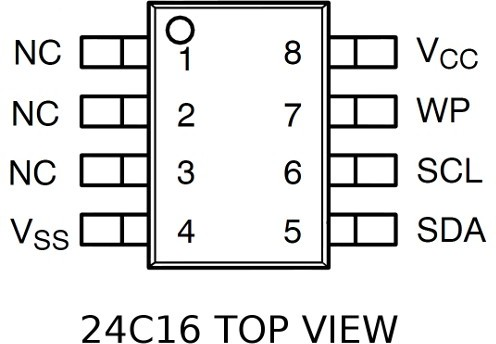 NC 1 8 VCC
NC 2 7 WP
NC 3 6 SCL
VSS 4 5 SDA
24C16 TOP VIEW